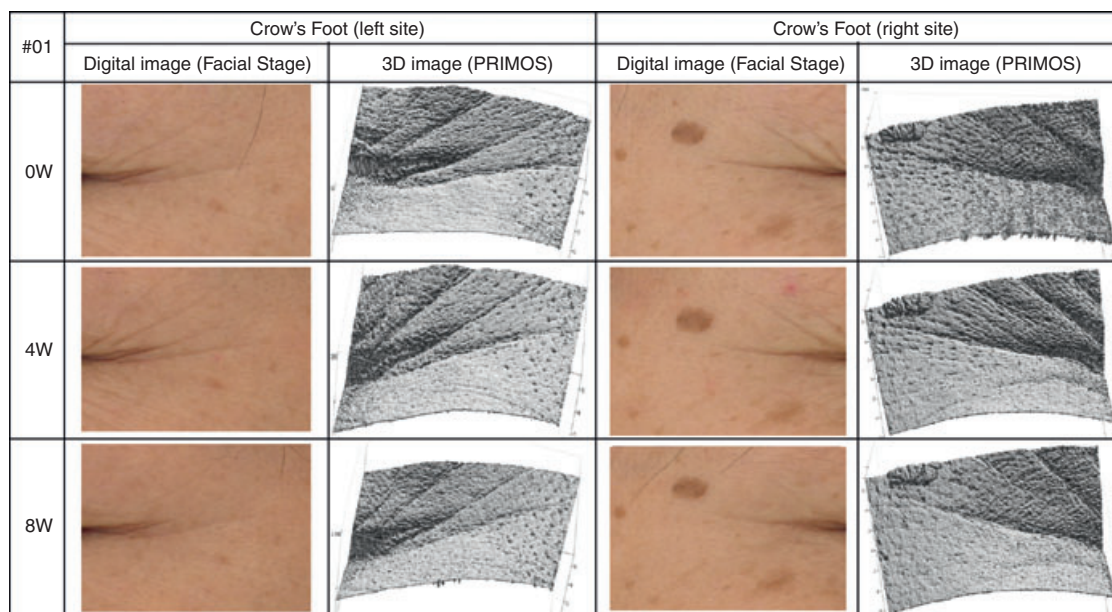 #01
Crow's Foot (left site)
Crow's Foot (right site)
Digital image (Facial Stage)
3D image (PRIMOS)
Digital image (Facial Stage)
3D image (PRIMOS)
0W
4W
8W